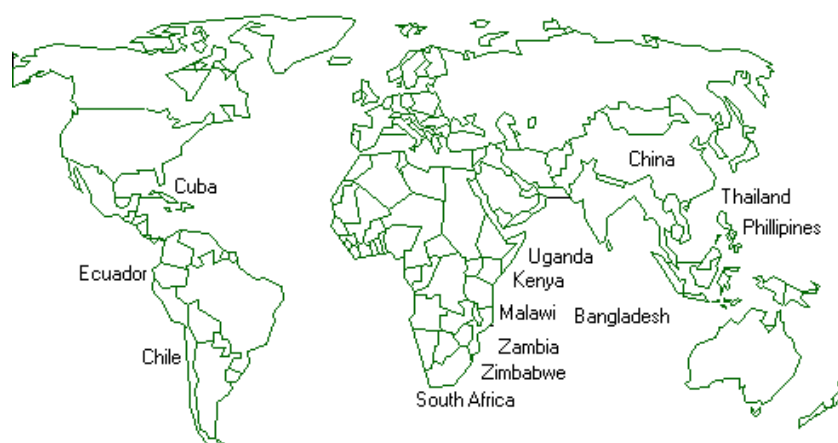 China
Cuba
Thailand
Phillipines
Uganda
Ecuador
Kenya
Malawi
Bangladesh
Zambia
Chile
Zimbabwe
South Africa